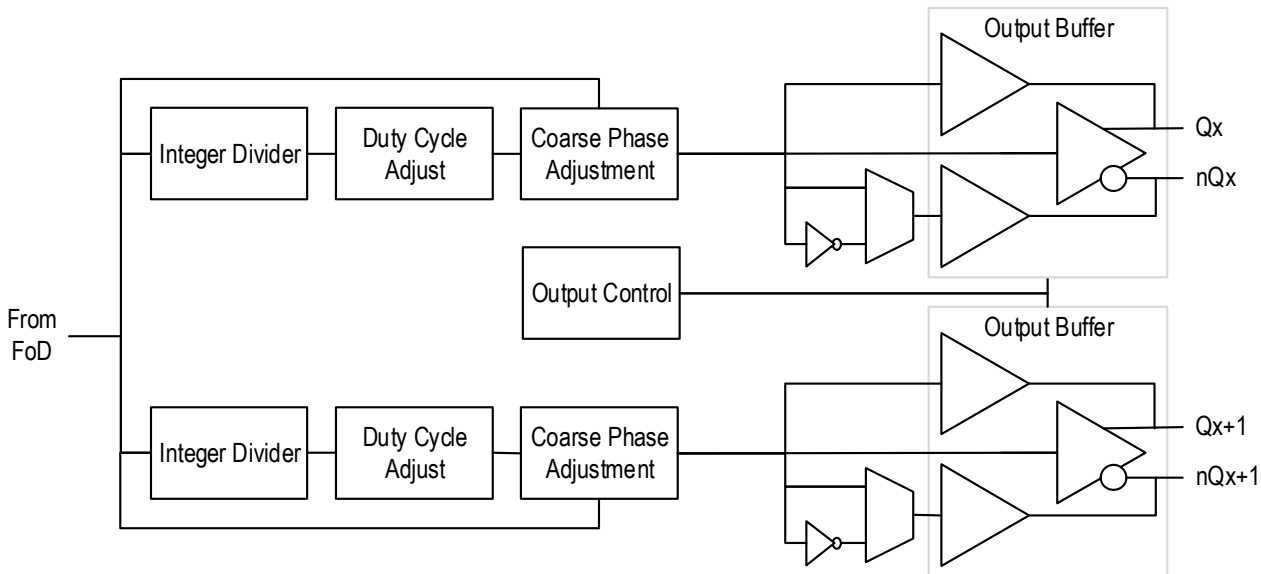 Output Buffer
Integer Divider
Duty Cycle
Adjust
Coarse Phase
Adjustment
Qx
nQx
Output Control
From
FoD
Output Buffer
Integer Divider
Duty Cycle
Adjust
Coarse Phase
Adjustment
Qx+1
nQx+1